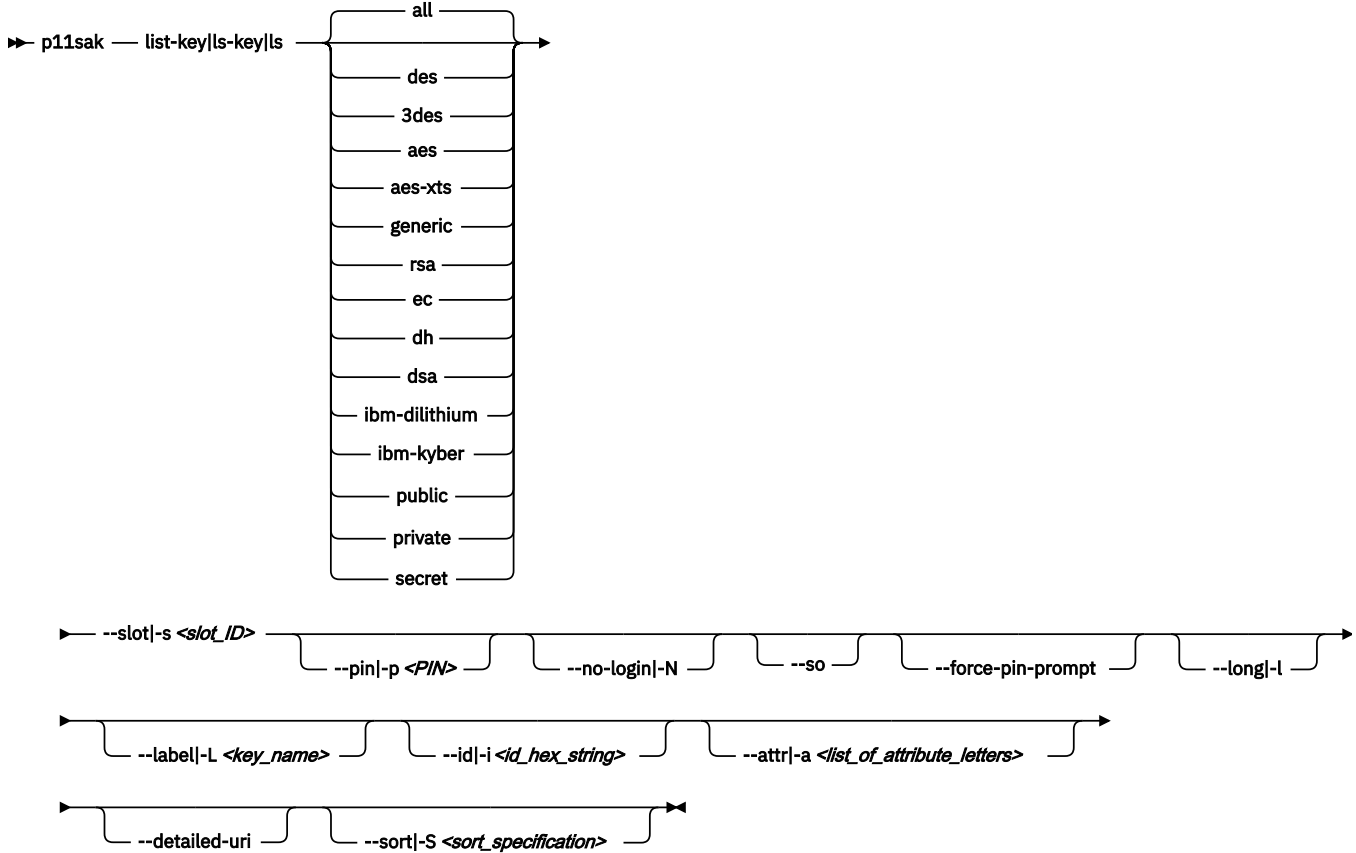 all
p11sak list-key|ls-key|ls
des
3des
aes
aes-xts
generic
rsa
ec
dh
dsa
ibm-dilithium
ibm-kyber
public
private
secret
--slot|-s <slot_ID>
--pin|-p <PIN> --no-login|-N --so --force-pin-prompt --long|-l
--label|-L <key_name> --id|-i <id_hex_string> --attr|-a <list_of_attribute_letters>
--detailed-uri --sort|-S <sort_specification>